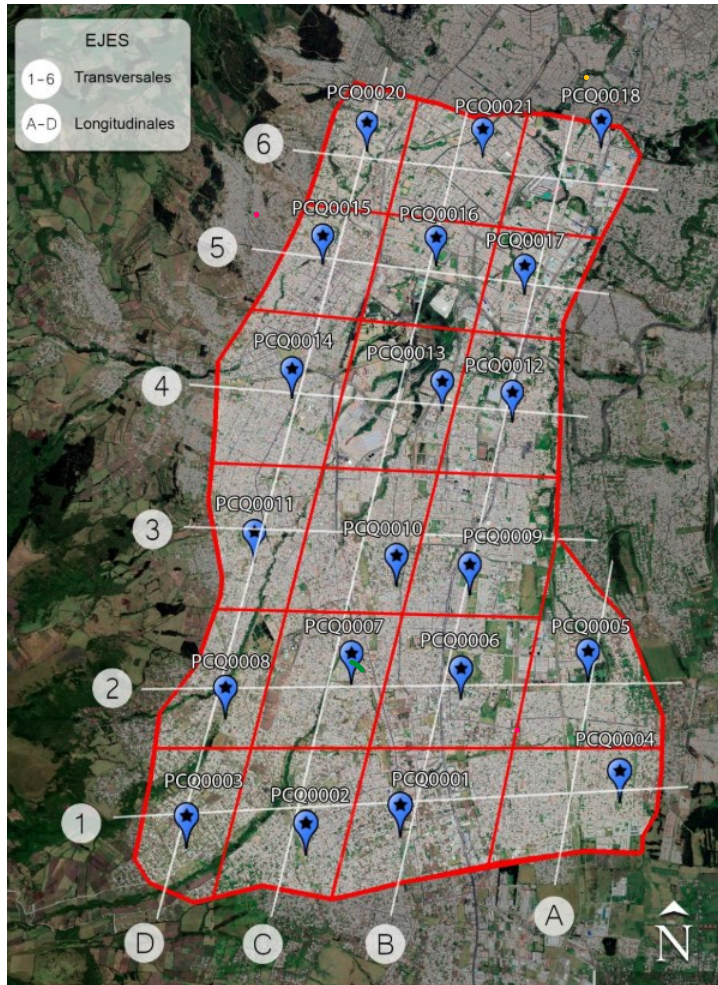 EJES
1-6 Transversales
A-D Longitudinales
PCQ0020
PCQ0021
PCQ0018
6
PCQ0015
PCQ0016
PCQ0017
5
PCQ0014
PCQ0013
PCQ0012
4
PCQ0011
3
PCQ0010
PCQ0009
PCQ0007
PCQ0006
PCQ0005
PCQ0008
2
PCQ0004
PCQ0003
PCQ0002
PCQ0001
1
D
C
B
A
N